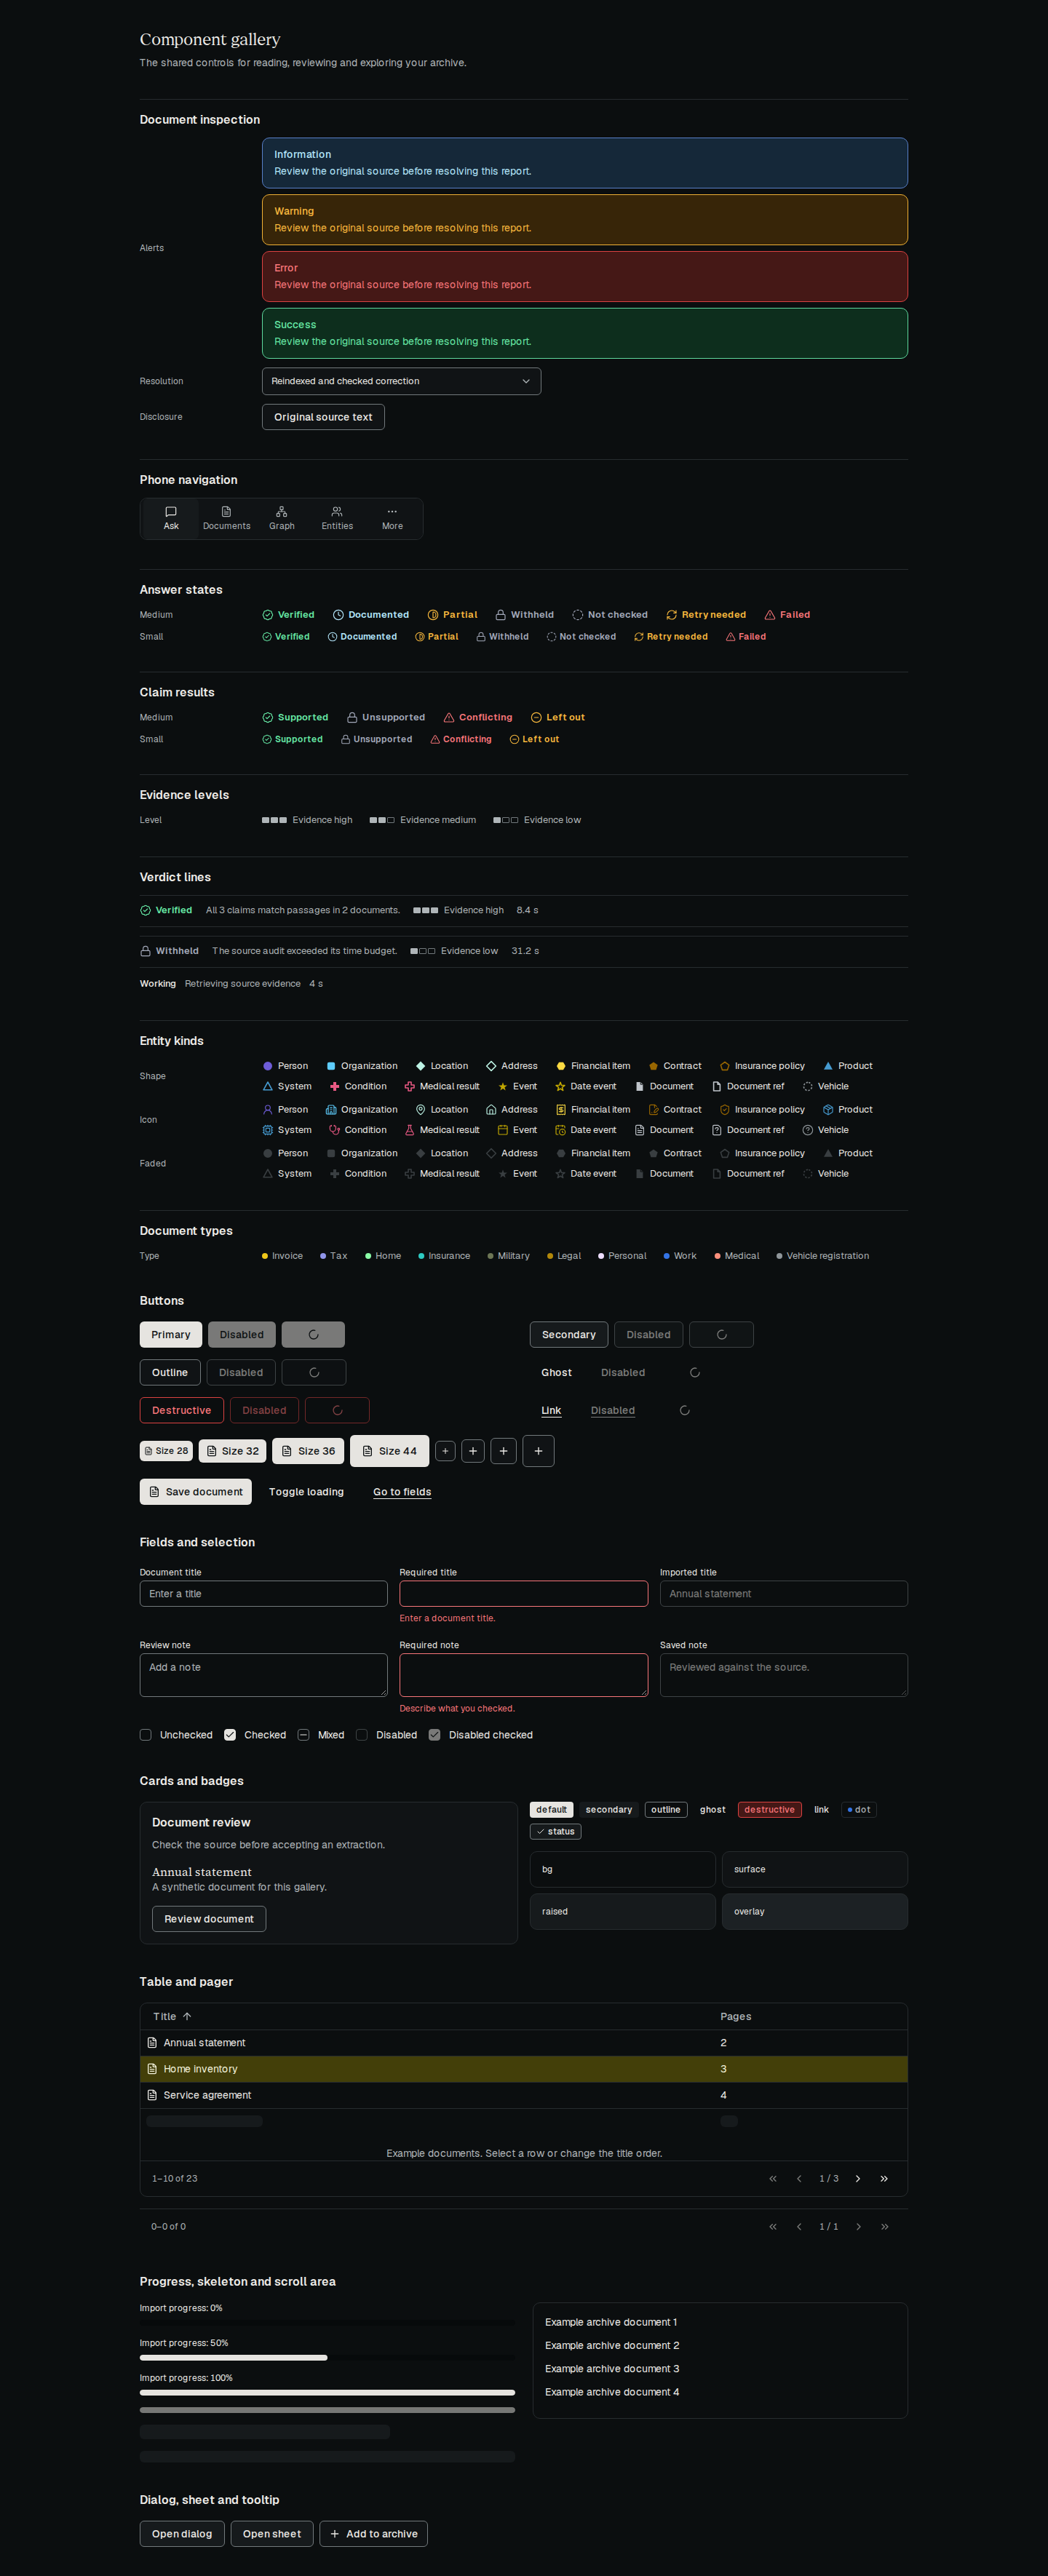 Component gallery
The shared controls for reading, reviewing and exploring your archive.
Document inspection
Alerts
Information
Review the original source before resolving this report.
Warning
Review the original source before resolving this report.
Error
Review the original source before resolving this report.
Success
Review the original source before resolving this report.
Resolution Reindexed and checked correction
Disclosure Original source text
Phone navigation
Ask Documents Graph Entities More
Answer states
Medium Verified Documented Partial Withheld Not checked Retry needed Failed
Small Verified Documented Partial Withheld Not checked Retry needed Failed
Claim results
Medium Supported Unsupported Conflicting Left out
Small Supported Unsupported Conflicting Left out
Evidence levels
Level Evidence high Evidence medium Evidence low
Verdict lines
Verified All 3 claims match passages in 2 documents. Evidence high 8.4 s
Withheld The source audit exceeded its time budget. Evidence low 31.2 s
Working Retrieving source evidence 4 s
Entity kinds
Shape
Person Organization Location Address Financial item Contract Insurance policy Product
System Condition Medical result Event Date event Document Document ref Vehicle
Icon
Person Organization Location Address Financial item Contract Insurance policy Product
System Condition Medical result Event Date event Document Document ref Vehicle
Faded
Person Organization Location Address Financial item Contract Insurance policy Product
System Condition Medical result Event Date event Document Document ref Vehicle
Document types
Type Invoice Tax Home Insurance Military Legal Personal Work Medical Vehicle registration
Buttons
Primary Disabled Secondary Disabled
Outline Disabled Ghost Disabled
Destructive Disabled Link Disabled
Size 28 Size 32 Size 36 Size 44
Save document Toggle loading Go to fields
Fields and selection
Document title Required title Imported title
Enter a title Annual statement
Enter a document title.
Review note Required note Saved note
Add a note Reviewed against the source.
Describe what you checked.
Unchecked Checked Mixed Disabled Disabled checked
Cards and badges
Document review
Check the source before accepting an extraction.
Annual statement
A synthetic document for this gallery.
Review document
default secondary outline ghost destructive link dot
status
bg surface
raised overlay
Table and pager
Title Pages
Annual statement 2
Home inventory 3
Service agreement 4
Example documents. Select a row or change the title order.
1–10 of 23 1 / 3
0–0 of 0 1 / 1
Progress, skeleton and scroll area
Import progress: 0%
Import progress: 50%
Import progress: 100%
Example archive document 1
Example archive document 2
Example archive document 3
Example archive document 4
Dialog, sheet and tooltip
Open dialog Open sheet Add to archive